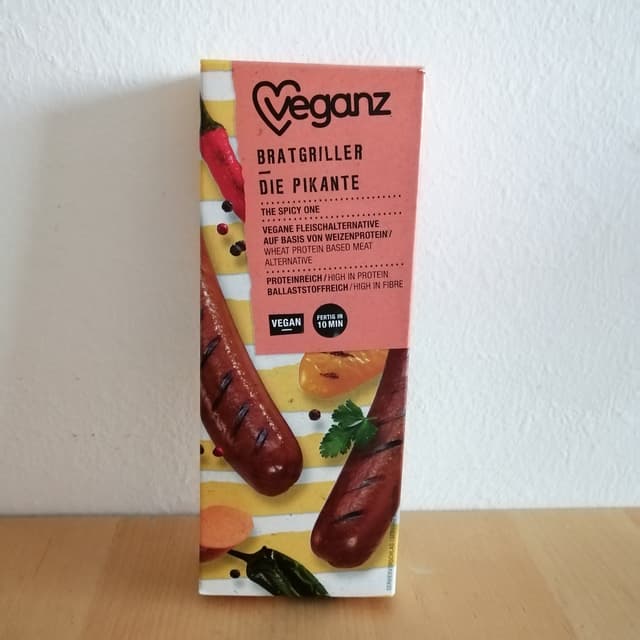 Veganz
BRATGRILLER
DIE PIKANTE
THE SPICY ONE
VEGANE FLEISCHALTERNATIVE
AUF BASIS VON WEIZENPROTEIN /
WHEAT PROTEIN BASED MEAT
ALTERNATIVE
PROTEINREICH / HIGH IN PROTEIN
BALLASTSTOFFREICH / HIGH IN FIBRE
VEGAN
FERTIG IN
10 MIN